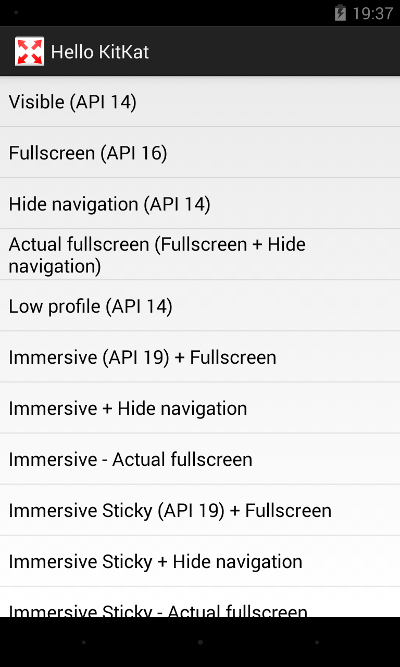 19:37
Hello KitKat
Visible (API 14)
Fullscreen (API 16)
Hide navigation (API 14)
Actual fullscreen (Fullscreen + Hide
navigation)
Low profile (API 14)
Immersive (API 19) + Fullscreen
Immersive + Hide navigation
Immersive - Actual fullscreen
Immersive Sticky (API 19) + Fullscreen
Immersive Sticky + Hide navigation
Immersive Sticky - Actual fullscreen